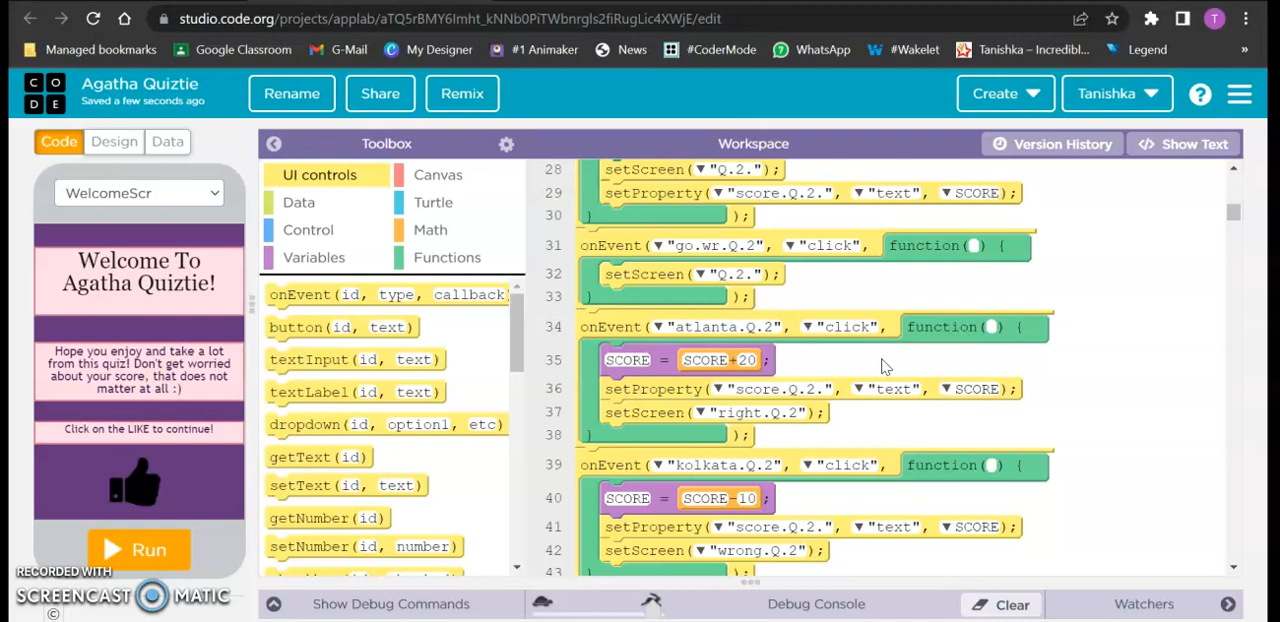 studio.code.org/projects/applab/aTQ5rBMY6Imht_kNNb0PiTWbnrgls2fiRugLic4XWjE/edit
T
Managed bookmarks Google Classroom G-Mail My Designer #1 Animaker News #CoderMode WhatsApp #Wakelet Tanishka – Incredibl... Legend »
C O D E
Agatha Quiztie
Saved a few seconds ago
Rename Share Remix Create Tanishka ?
Code Design Data
Toolbox Workspace Version History </> Show Text
WelcomeScr
Welcome To
Agatha Quiztie!
Hope you enjoy and take a lot
from this quiz! Don't get worried
about your score, that does not
matter at all :)
Click on the LIKE to continue!
Run
RECORDED WITH
SCREENCAST MATIC
©
UI controls Canvas
Data Turtle
Control Math
Variables Functions
onEvent(id, type, callback)
button(id, text)
textInput(id, text)
textLabel(id, text)
dropdown(id, option1, etc)
getText(id)
setText(id, text)
getNumber(id)
setNumber(id, number)
28 setScreen("Q.2.");
29 setProperty("score.Q.2.", "text", SCORE);
30 } );
31 onEvent("go.wr.Q.2", "click", function( ) {
32 setScreen("Q.2.");
33 } );
34 onEvent("atlanta.Q.2", "click", function( ) {
35 SCORE = SCORE+20;
36 setProperty("score.Q.2.", "text", SCORE);
37 setScreen("right.Q.2");
38 } );
39 onEvent("kolkata.Q.2", "click", function( ) {
40 SCORE = SCORE-10;
41 setProperty("score.Q.2.", "text", SCORE);
42 setScreen("wrong.Q.2");
43 } );
Show Debug Commands Debug Console Clear Watchers